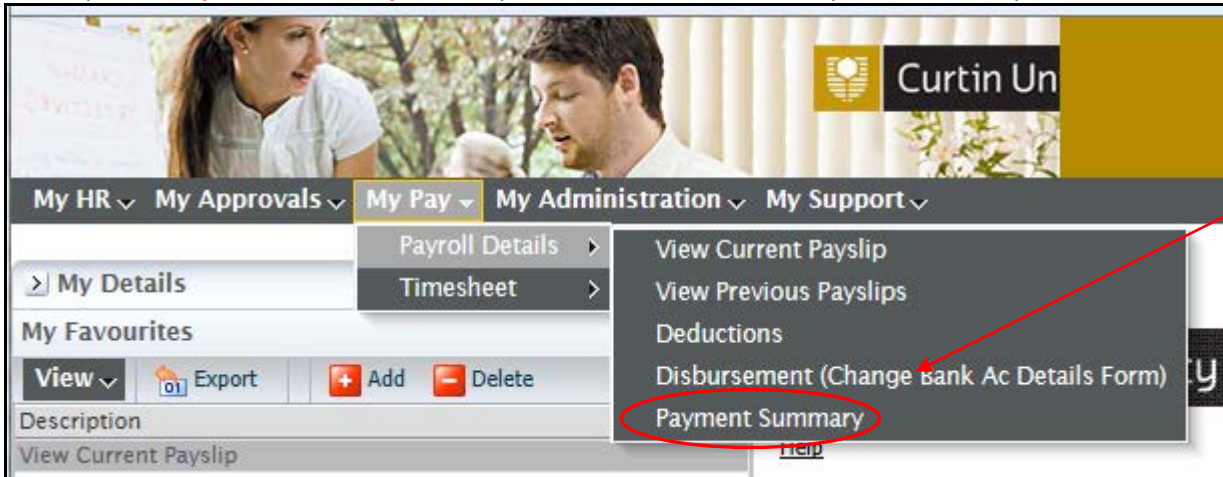 Curtin Un
My HR My Approvals My Pay My Administration My Support
Payroll Details
Timesheet
View Current Payslip
View Previous Payslips
Deductions
Disbursement (Change Bank Ac Details Form)
Payment Summary
My Details
My Favourites
View Export Add Delete
Description
View Current Payslip
Help